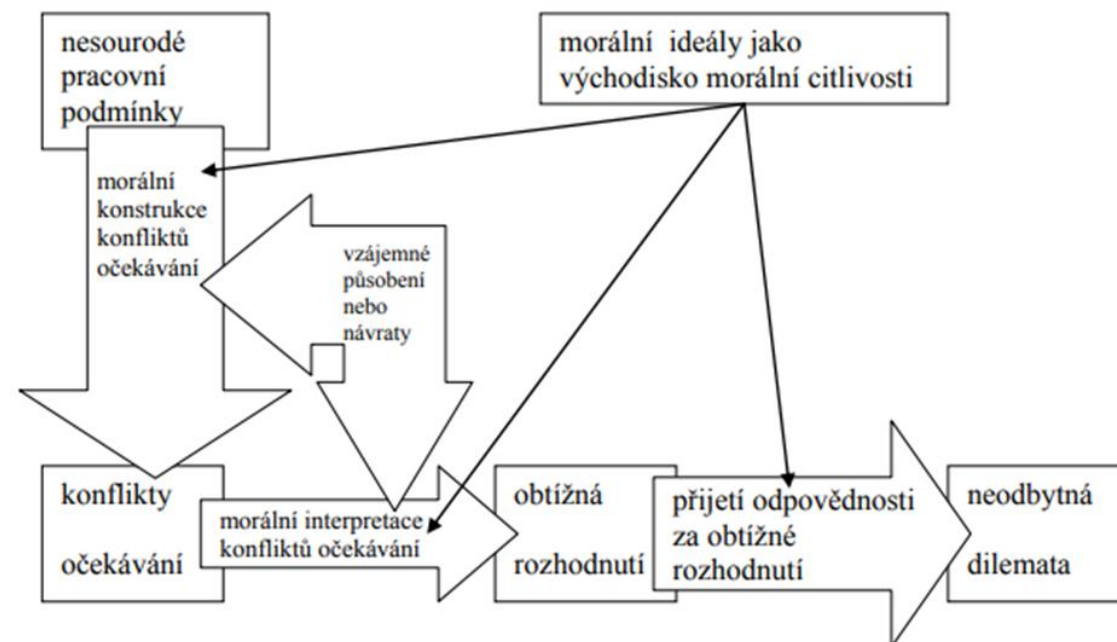 nesourodé
pracovní
podmínky
morální ideály jako
východisko morální citlivosti
morální
konstrukce
konfliktů
očekávání
vzájemné
působení
nebo
návraty
konflikty
očekávání
morální interpretace
konfliktů očekávání
obtížná
rozhodnutí
přijetí odpovědnosti
za obtížné
rozhodnutí
neodbytná
dilemata